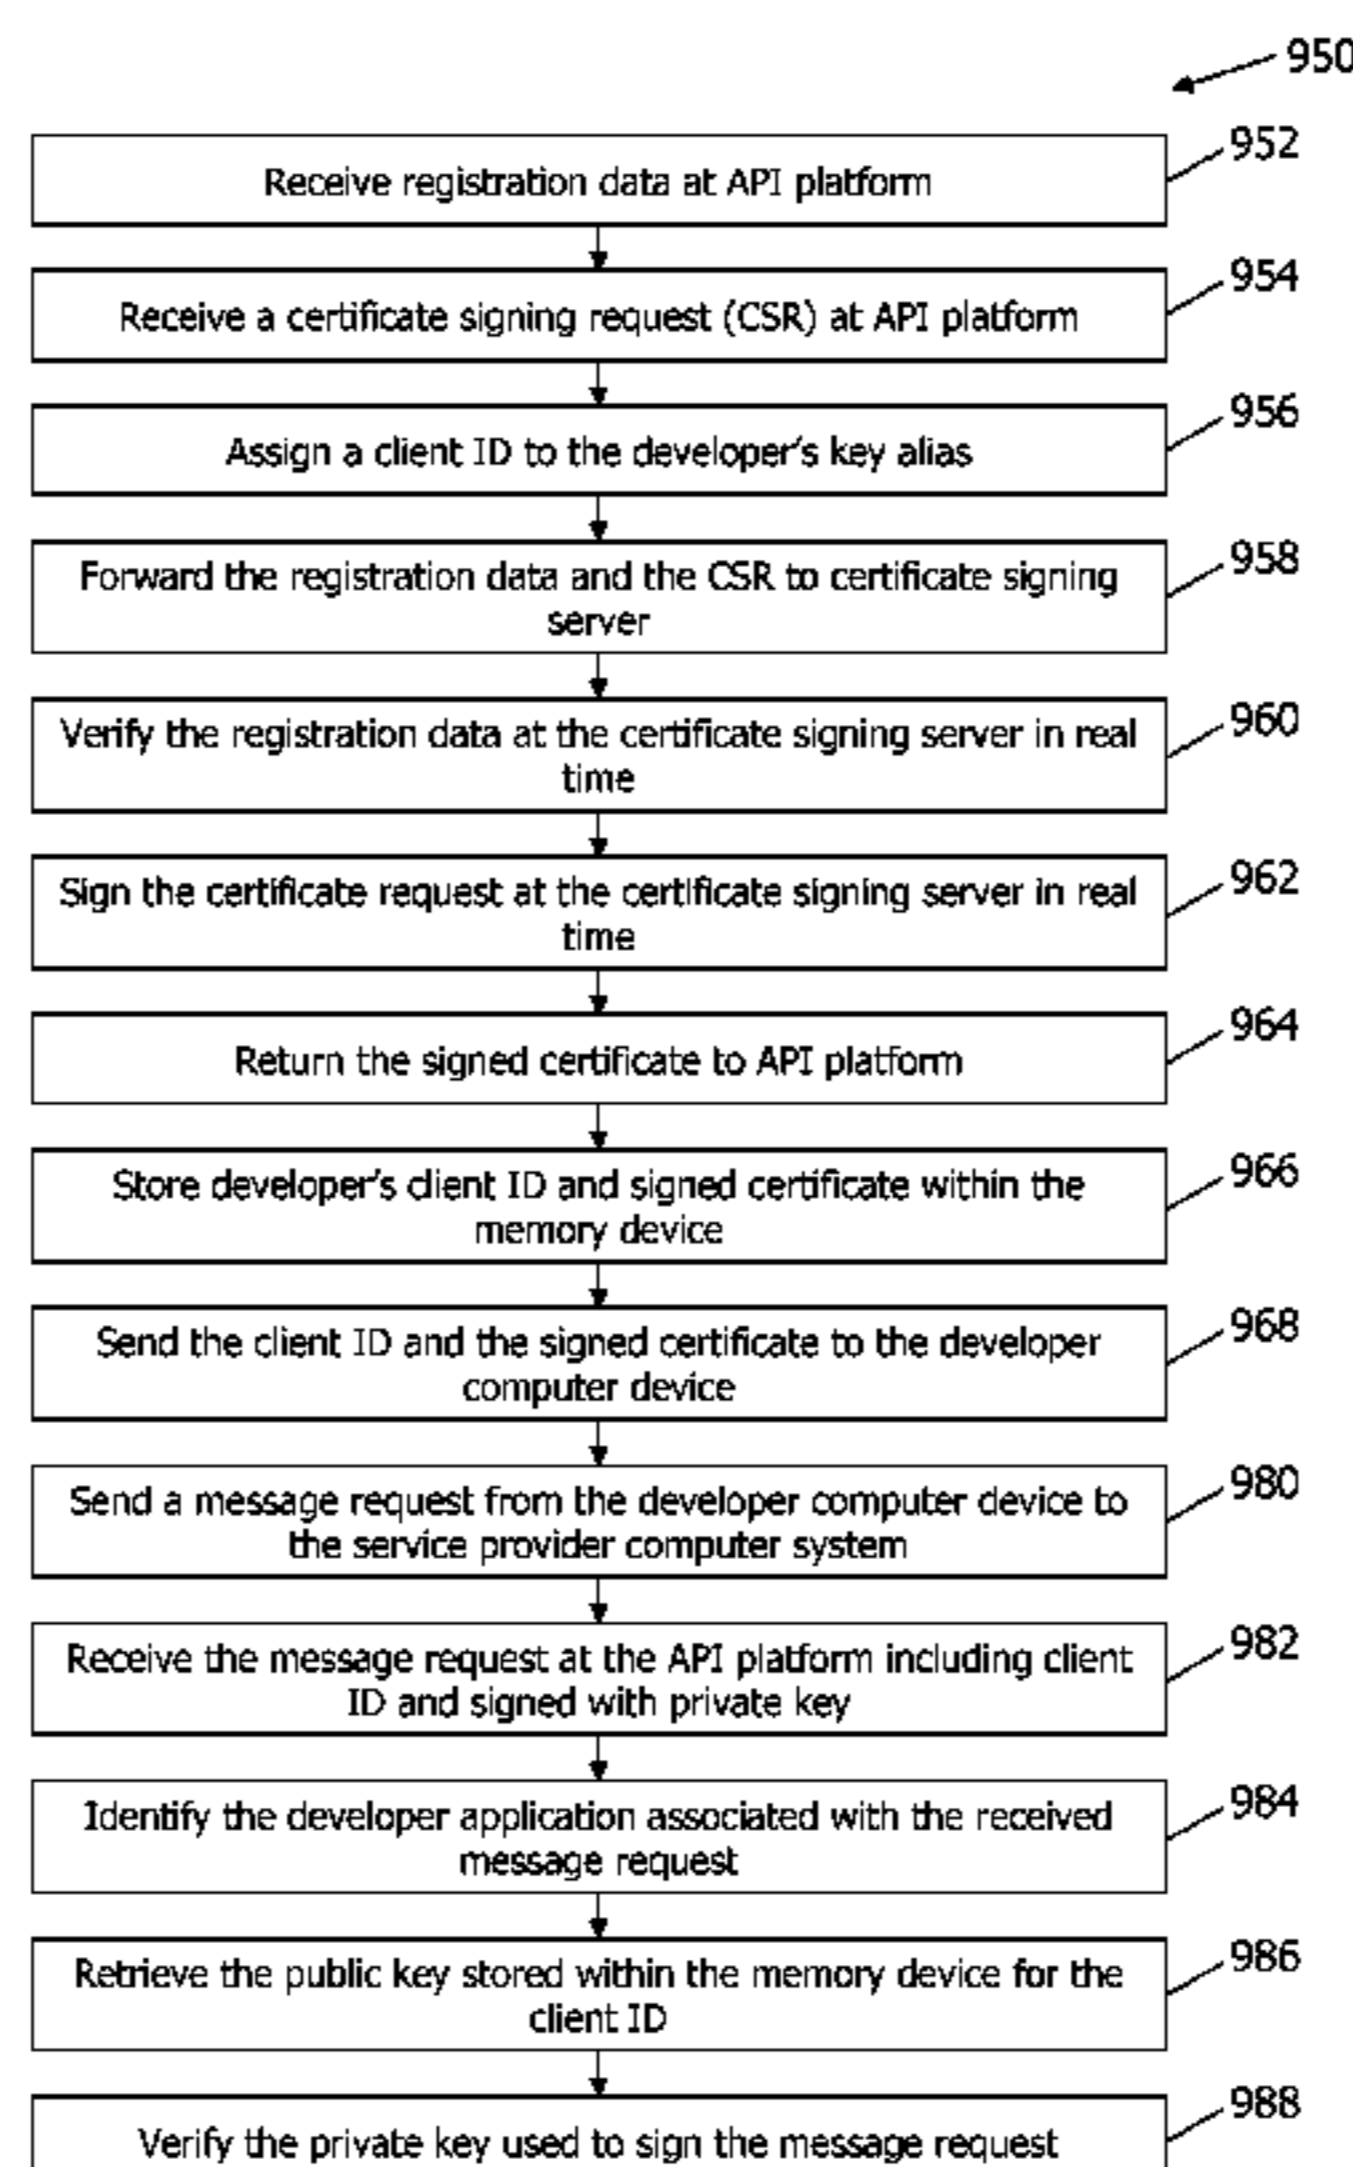 950
952
Receive registration data at API platform
954
Receive a certificate signing request (CSR) at API platform
956
Assign a client ID to the developer's key alias
958
Forward the registration data and the CSR to certificate signing
server
960
Verify the registration data at the certificate signing server in real
time
962
Sign the certificate request at the certificate signing server in real
time
964
Return the signed certificate to API platform
966
Store developer's client ID and signed certificate within the
memory device
968
Send the client ID and the signed certificate to the developer
computer device
980
Send a message request from the developer computer device to
the service provider computer system
982
Receive the message request at the API platform including client
ID and signed with private key
984
Identify the developer application associated with the received
message request
986
Retrieve the public key stored within the memory device for the
client ID
988
Verify the private key used to sign the message request